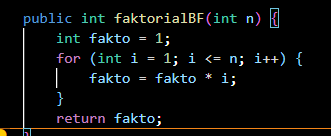 public int faktorialBF(int n) {
int fakto = 1;
for (int i = 1; i <= n; i++) {
fakto = fakto * i;
}
return fakto;
}